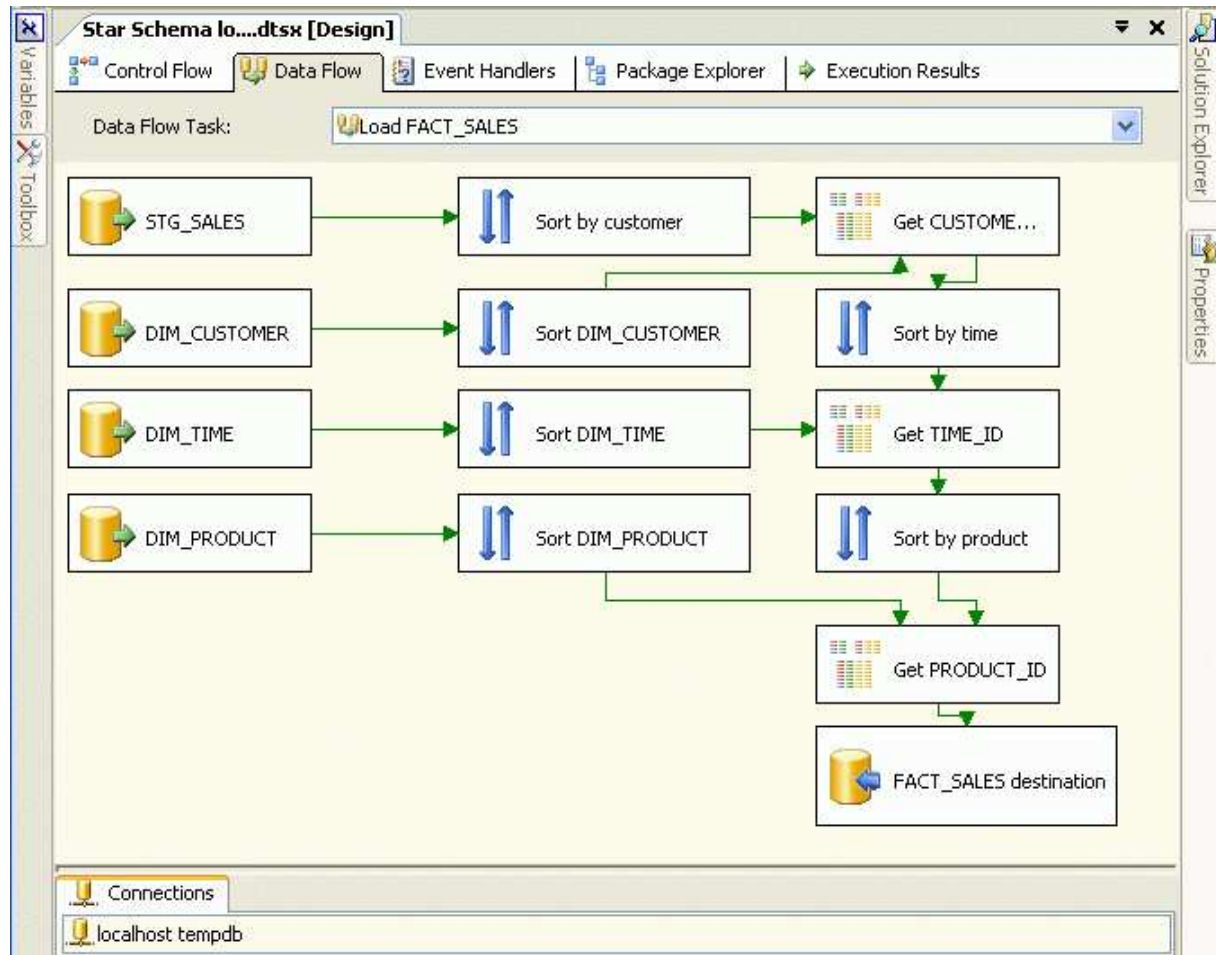 Star Schema lo....dtsx [Design]
Control Flow
Data Flow
Event Handlers
Package Explorer
Execution Results
Data Flow Task:
Load FACT_SALES
Variables
Toolbox
Solution Explorer
Properties
STG_SALES
Sort by customer
Get CUSTOME...
DIM_CUSTOMER
Sort DIM_CUSTOMER
Sort by time
DIM_TIME
Sort DIM_TIME
Get TIME_ID
DIM_PRODUCT
Sort DIM_PRODUCT
Sort by product
Get PRODUCT_ID
FACT_SALES destination
Connections
localhost tempdb